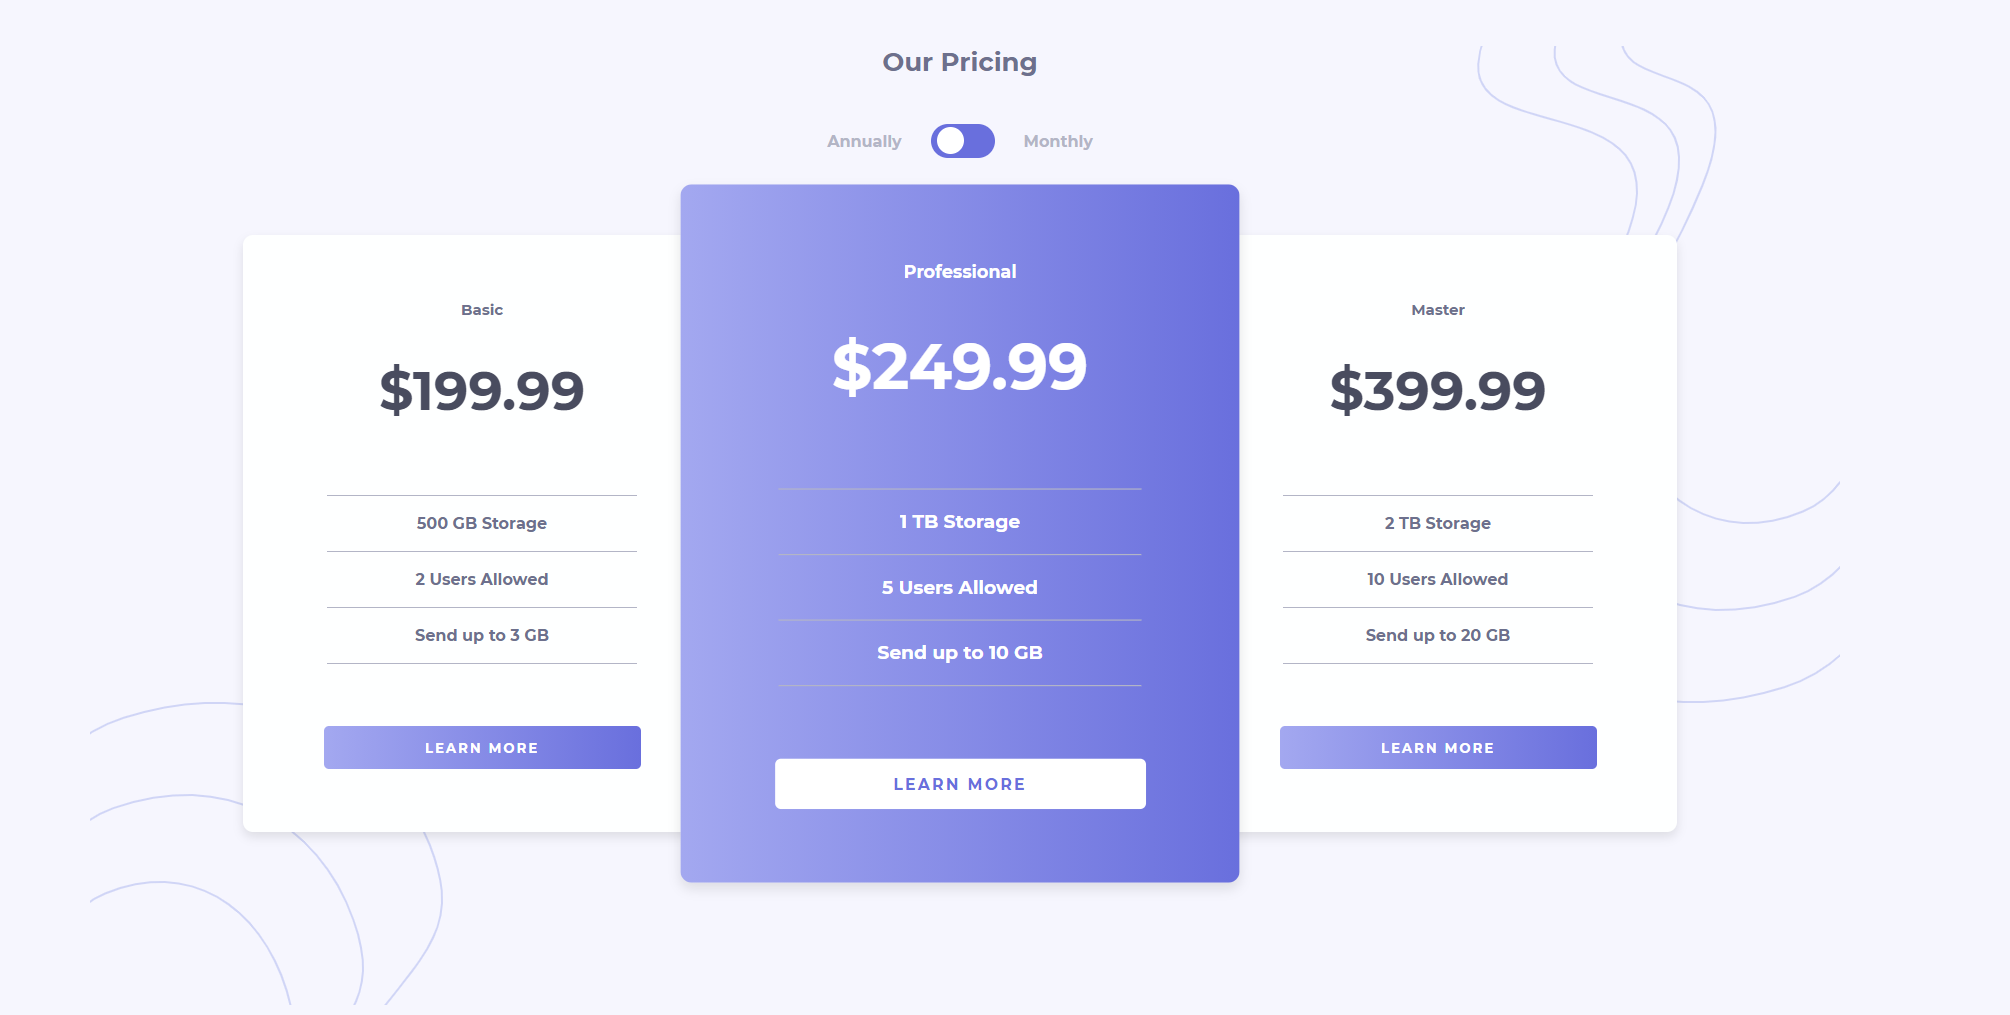 Our Pricing
Annually
Monthly
Basic
$199.99
500 GB Storage
2 Users Allowed
Send up to 3 GB
LEARN MORE
Professional
$249.99
1 TB Storage
5 Users Allowed
Send up to 10 GB
LEARN MORE
Master
$399.99
2 TB Storage
10 Users Allowed
Send up to 20 GB
LEARN MORE